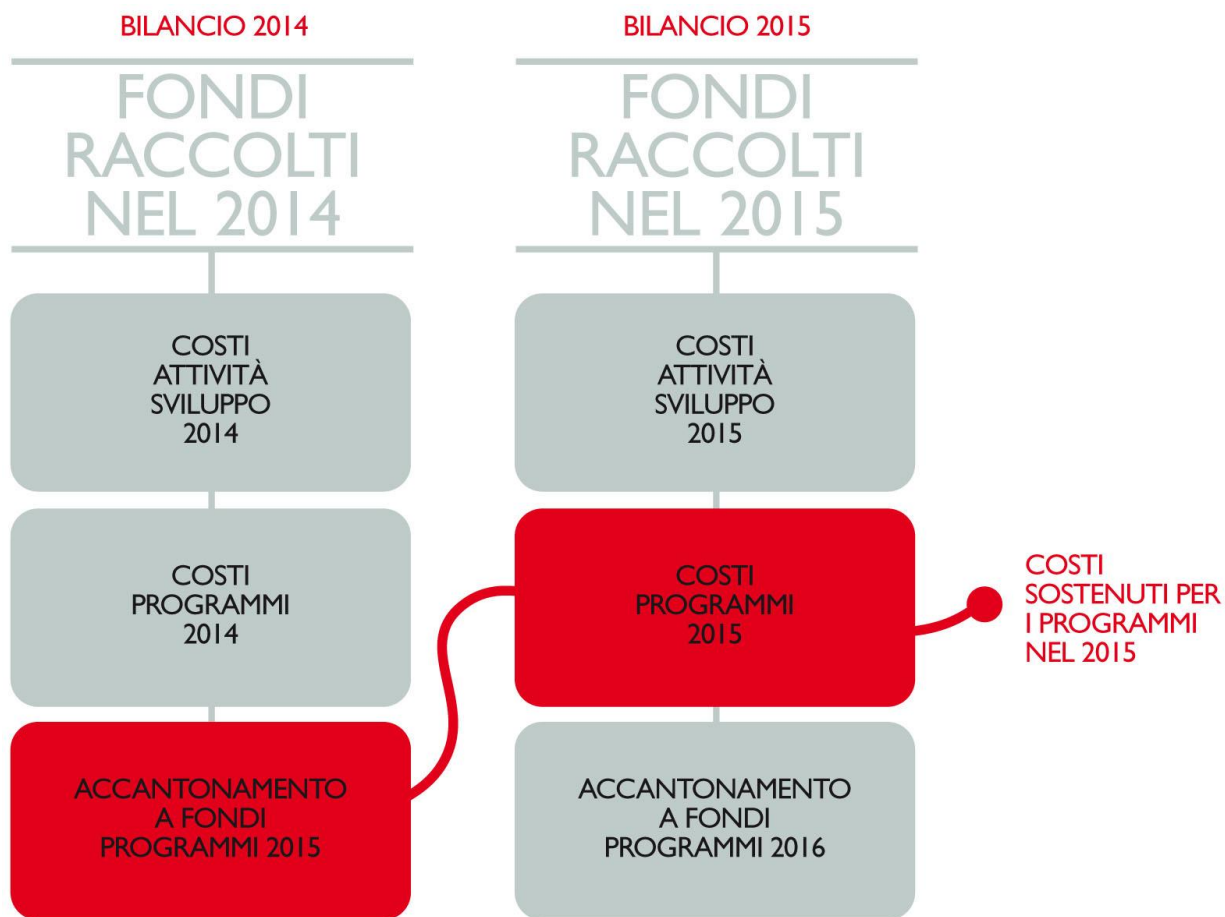 BILANCIO 2014
FONDI
RACCOLTI
NEL 2014
COSTI
ATTIVITÀ
SVILUPPO
2014
COSTI
PROGRAMMI
2014
ACCANTONAMENTO
A FONDI
PROGRAMMI 2015
BILANCIO 2015
FONDI
RACCOLTI
NEL 2015
COSTI
ATTIVITÀ
SVILUPPO
2015
COSTI
PROGRAMMI
2015
ACCANTONAMENTO
A FONDI
PROGRAMMI 2016
COSTI
SOSTENUTI PER
I PROGRAMMI
NEL 2015